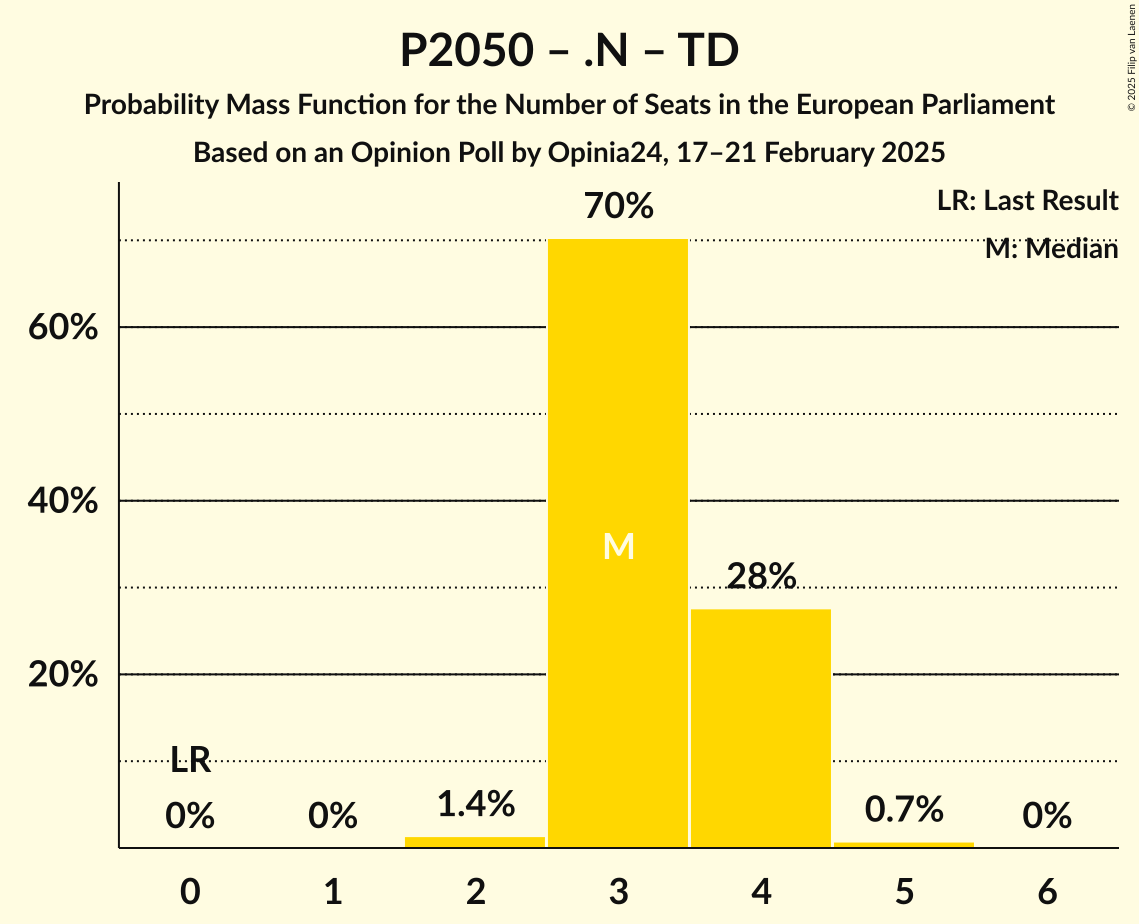 P2050 – .N – TD
Probability Mass Function for the Number of Seats in the European Parliament
Based on an Opinion Poll by Opinia24, 17–21 February 2025
© 2025 Filip van Laenen
LR: Last Result
M: Median
70%
60%
40%
M
28%
20%
LR
0%
0%
1.4%
0.7%
0%
0 1 2 3 4 5 6